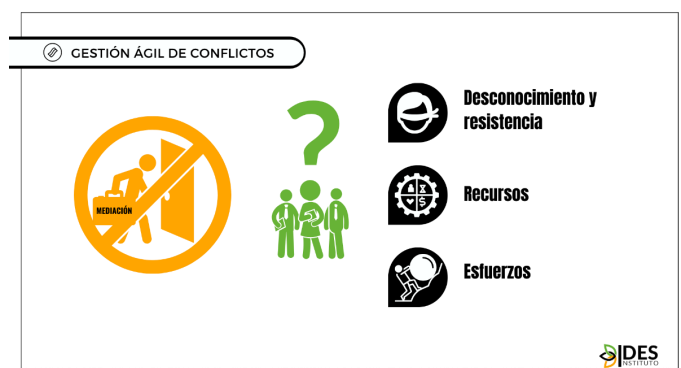 GESTIÓN ÁGIL DE CONFLICTOS
MEDIACIÓN
?
Desconocimiento y
resistencia
Recursos
$
Esfuerzos
IDES
INSTITUTO